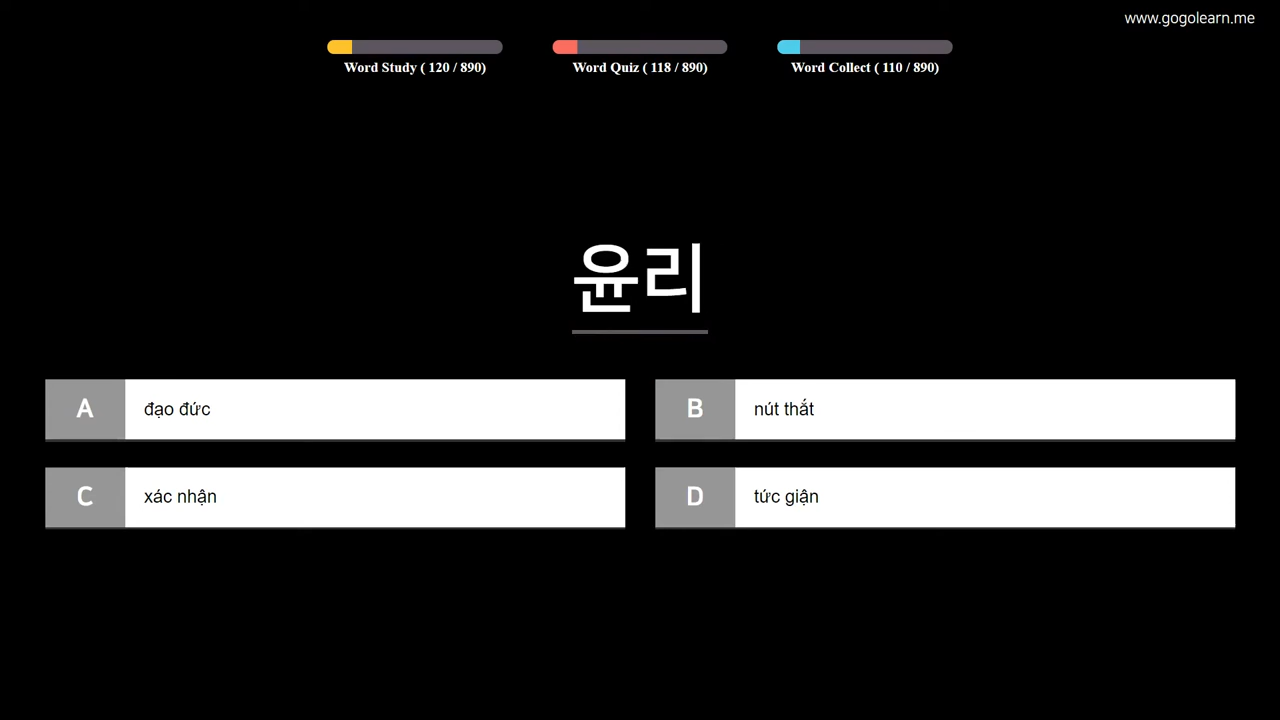 www.gogolearn.me
Word Study ( 120 / 890)
Word Quiz ( 118 / 890)
Word Collect ( 110 / 890)
윤리
A đạo đức
B nút thắt
C xác nhận
D tức giận